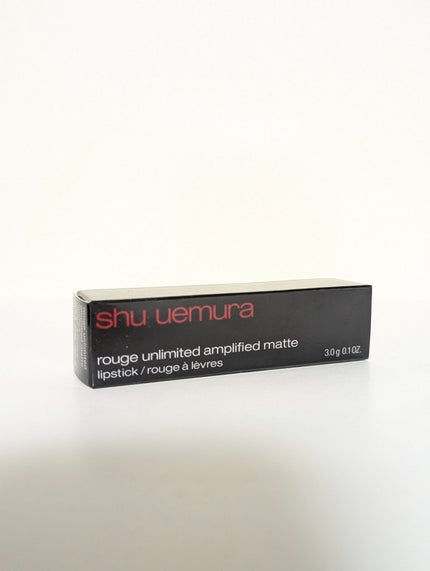 shu uemura
rouge unlimited amplified matte
lipstick / rouge à lèvres
3.0 g 0.1 OZ.